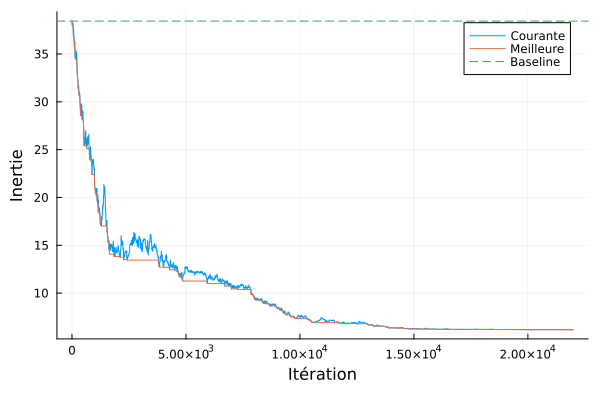 Courante
Meilleure
Baseline
Inertie
35
30
25
20
15
10
0
5.00×10³
1.00×10⁴
1.50×10⁴
2.00×10⁴
Itération